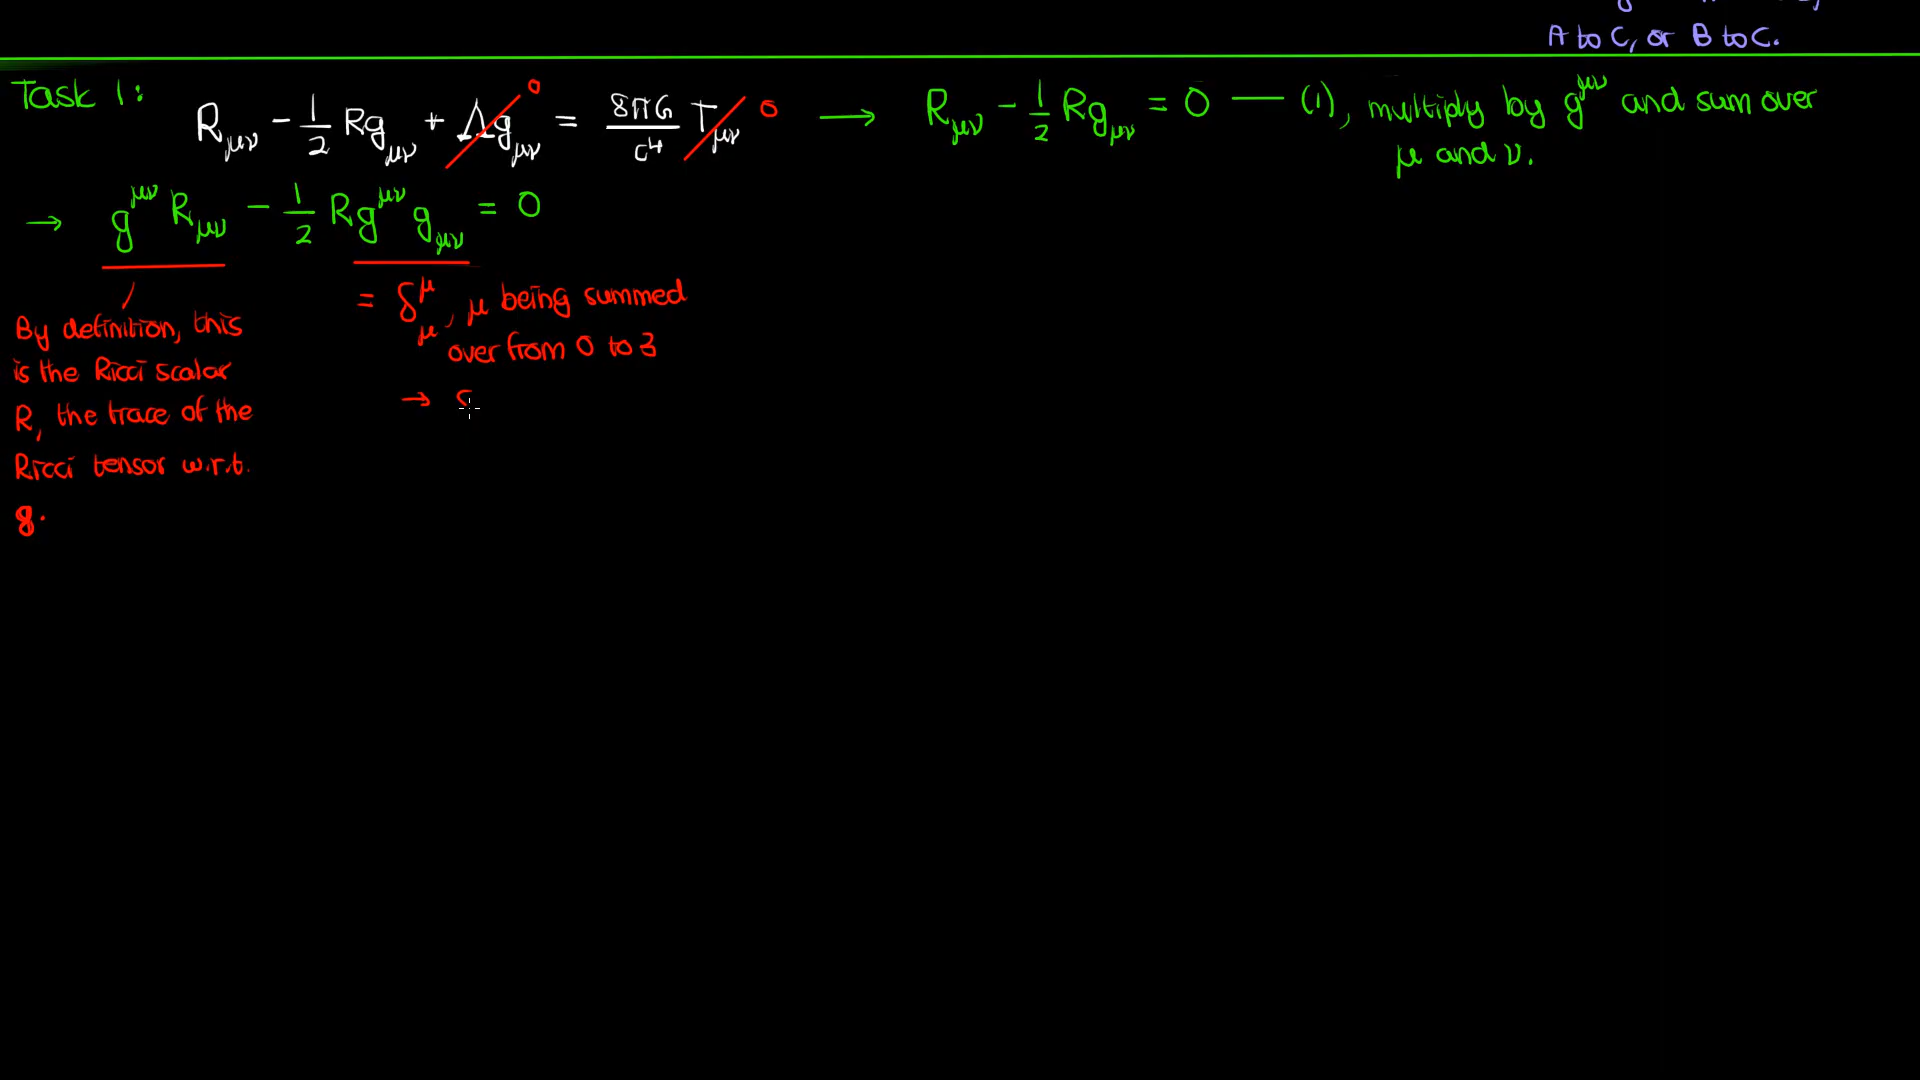 A to C, or B to C.
Task 1:
R_μν - 1/2 Rg_μν + Λg_μν 0 = 8πG/c⁴ T_μν 0 ⟶ R_μν - 1/2 Rg_μν = 0 — (1), multiply by g^μν and sum over
μ and ν.
→ g^μν R_μν - 1/2 Rg^μν g_μν = 0
= δ^μ_μ, μ being summed
over from 0 to 3
→
By definition, this
is the Ricci scalar
R, the trace of the
Ricci tensor w.r.t.
g.